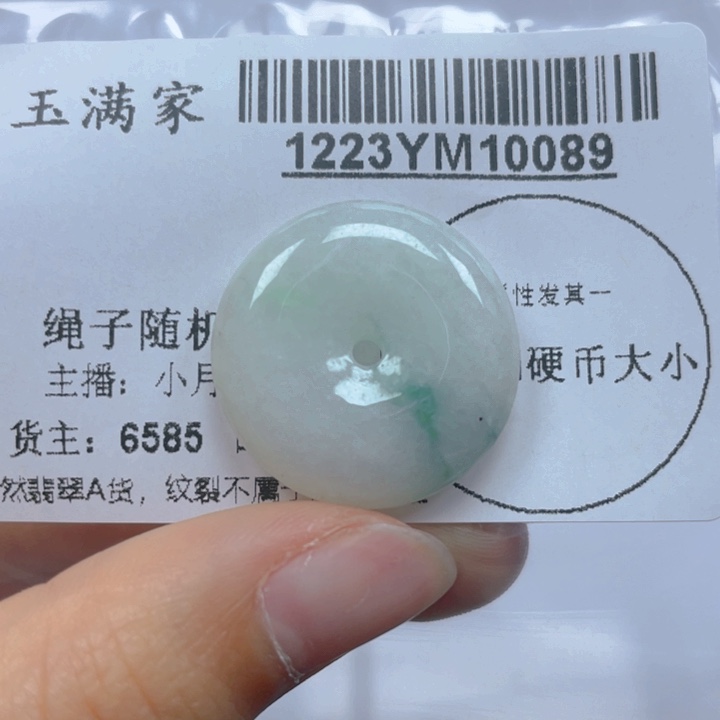 玉满家
1223YM10089
性发其一
绳子随机
硬币大小
主播：小月
货主：6585
然翡翠A货，纹裂不属于